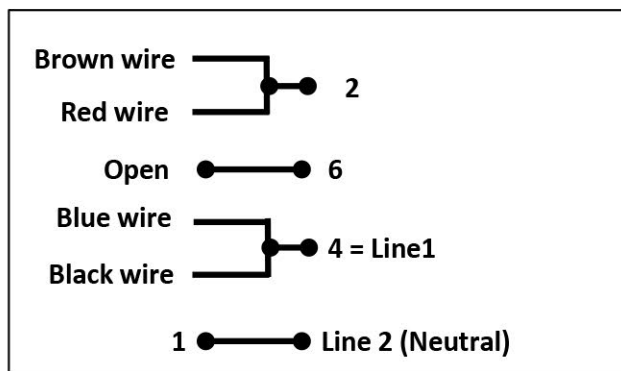 Brown wire
2
Red wire
Open 6
Blue wire
4 = Line1
Black wire
1 Line 2 (Neutral)